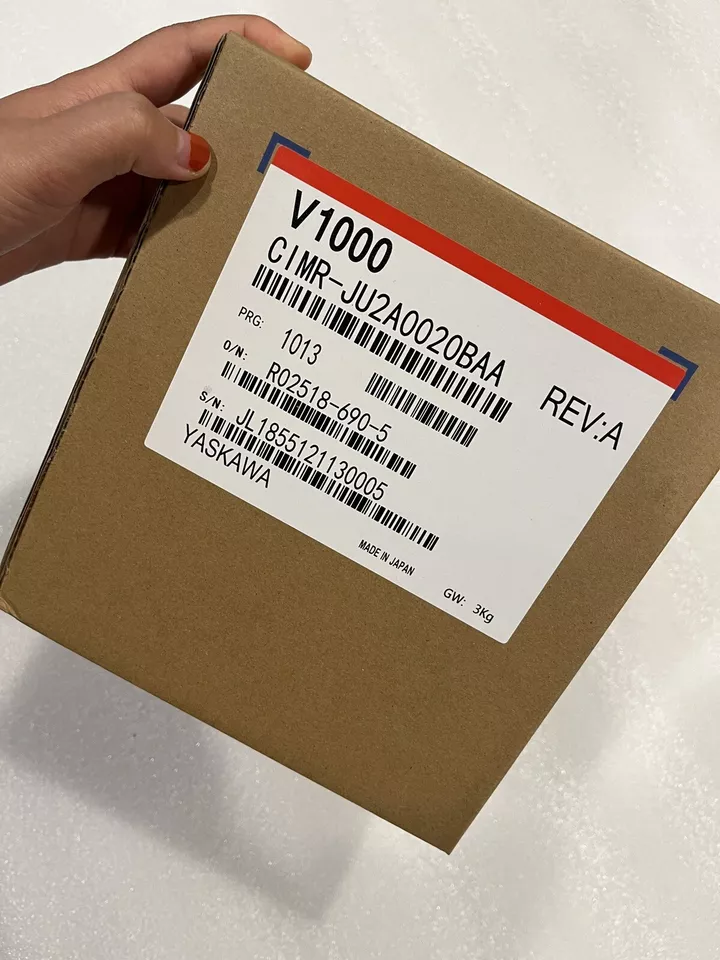 V1000
CIMR-JU2A0020BAA
REV:A
PRG: 1013
O/N: R02518-690-5
S/N: JL1855121130005
YASKAWA
MADE IN JAPAN
GW: 3Kg